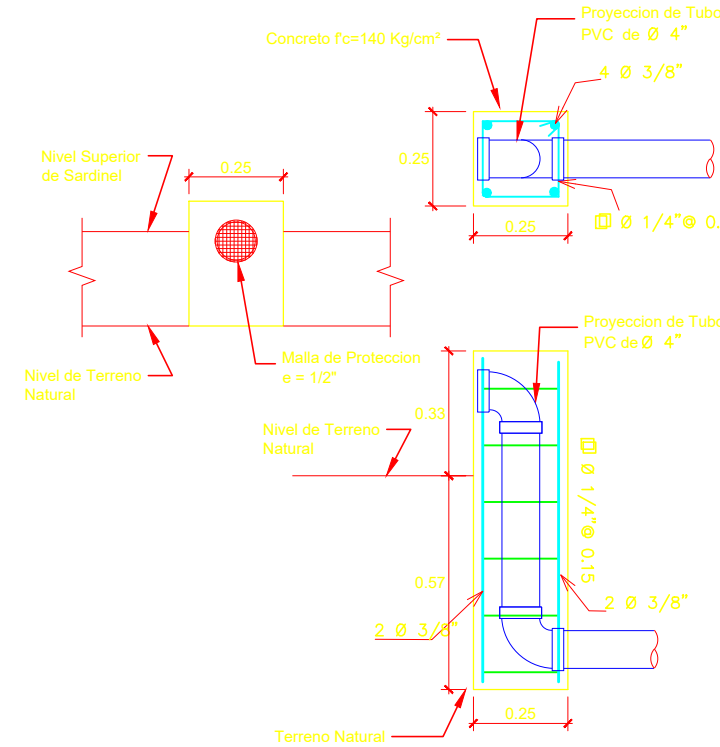 Proyeccion de Tubo
PVC de Ø 4"
Concreto f'c=140 Kg/cm²
4 Ø 3/8"
0.25
Nivel Superior
de Sardinel
0.25
0.25
Ø 1/4"@ 0.
Malla de Proteccion
e = 1/2"
Nivel de Terreno
Natural
Proyeccion de Tubo
PVC de Ø 4"
0.33
Nivel de Terreno
Natural
Ø 1/4"@ 0.15
0.57
2 Ø 3/8"
2 Ø 3/8"
0.25
Terreno Natural